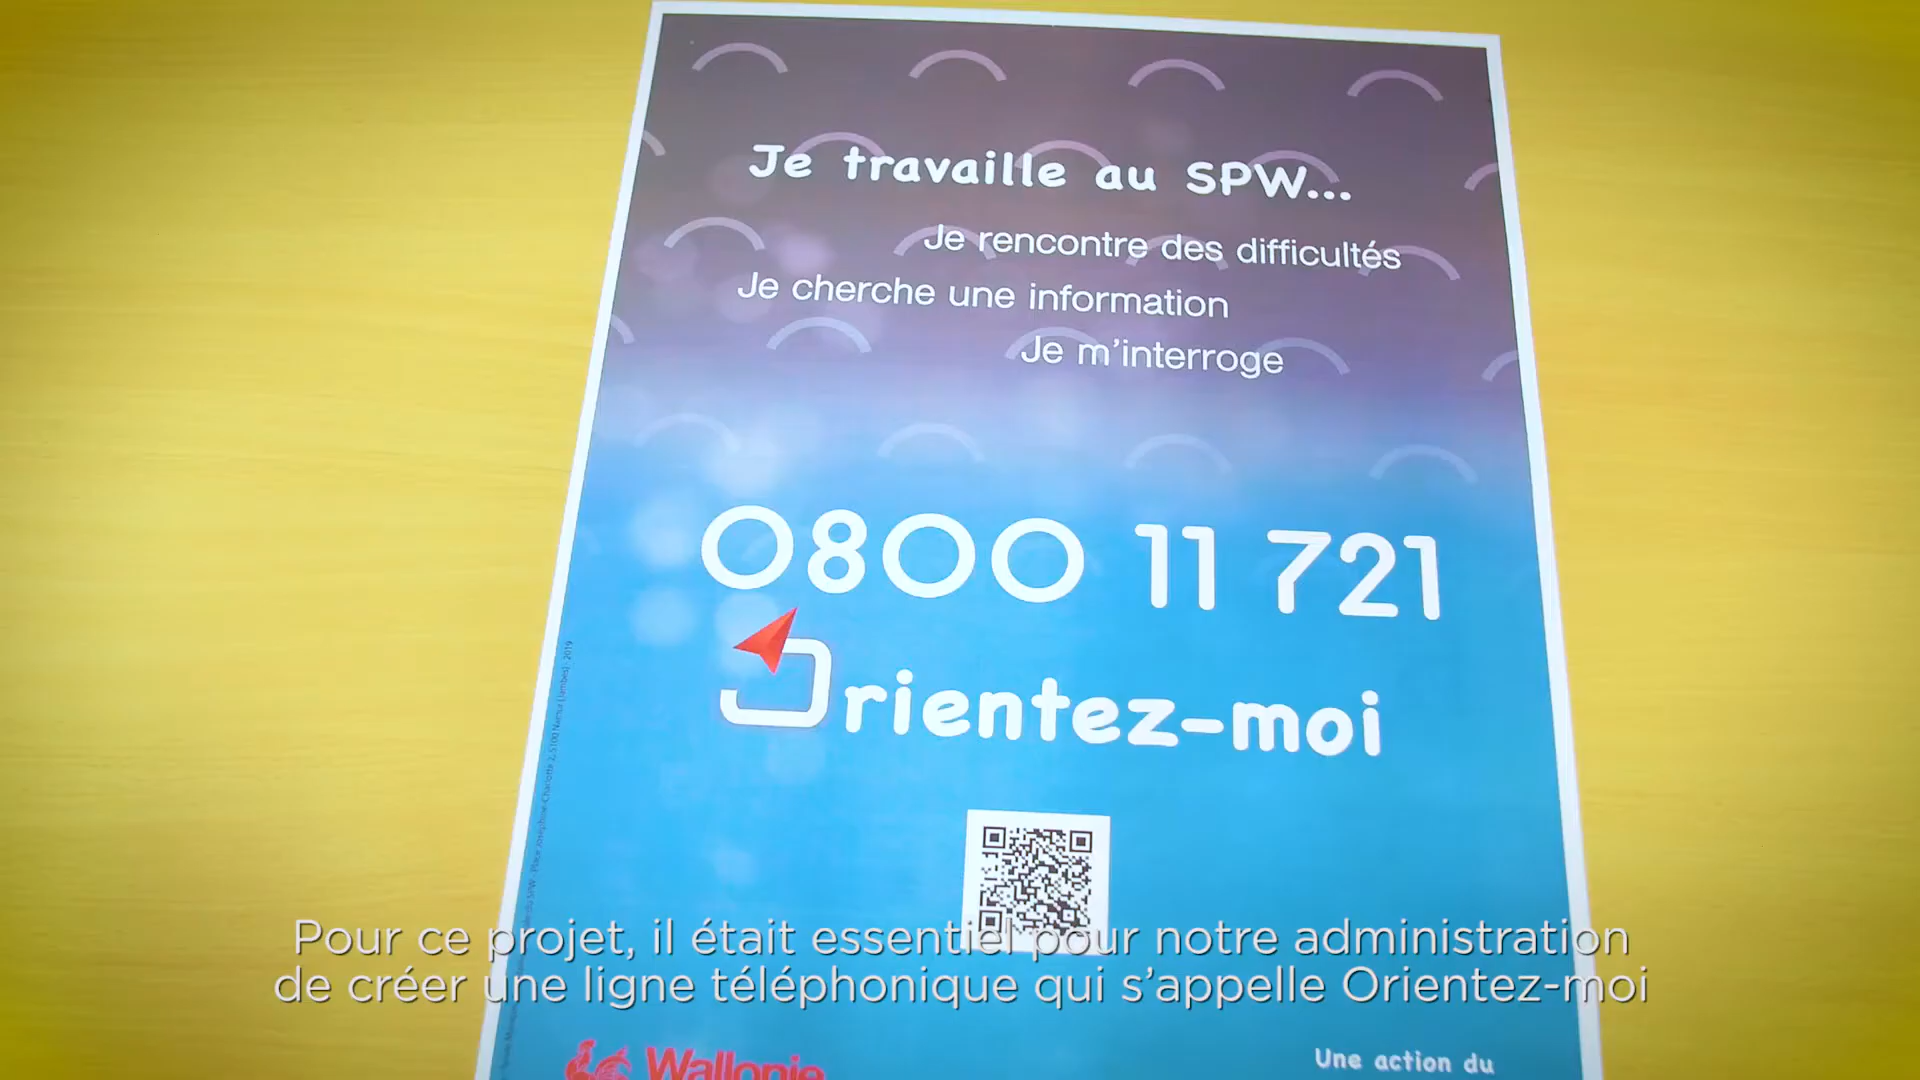 Je travaille au SPW...
Je rencontre des difficultés
Je cherche une information
Je m'interroge
0800 11 721
Orientez-moi
Pour ce projet, il était essentiel pour notre administration
de créer une ligne téléphonique qui s'appelle Orientez-moi
Wallonie
Une action du